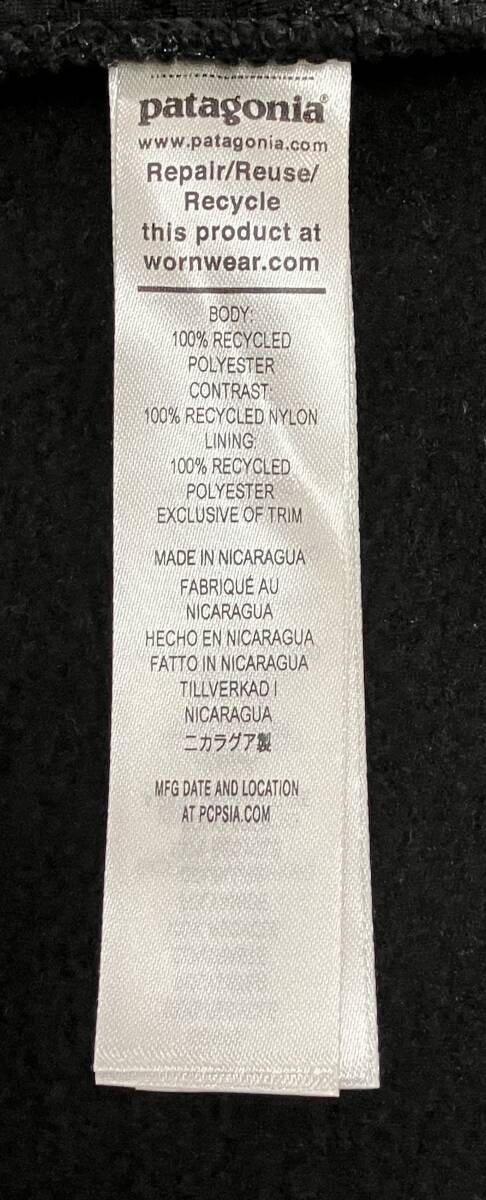 patagonia®
www.patagonia.com
Repair/Reuse/
Recycle
this product at
wornwear.com
BODY:
100% RECYCLED
POLYESTER
CONTRAST:
100% RECYCLED NYLON
LINING:
100% RECYCLED
POLYESTER
EXCLUSIVE OF TRIM
MADE IN NICARAGUA
FABRIQUÉ AU
NICARAGUA
HECHO EN NICARAGUA
FATTO IN NICARAGUA
TILLVERKAD I
NICARAGUA
ニカラグア製
MFG DATE AND LOCATION
AT PCPSIA.COM